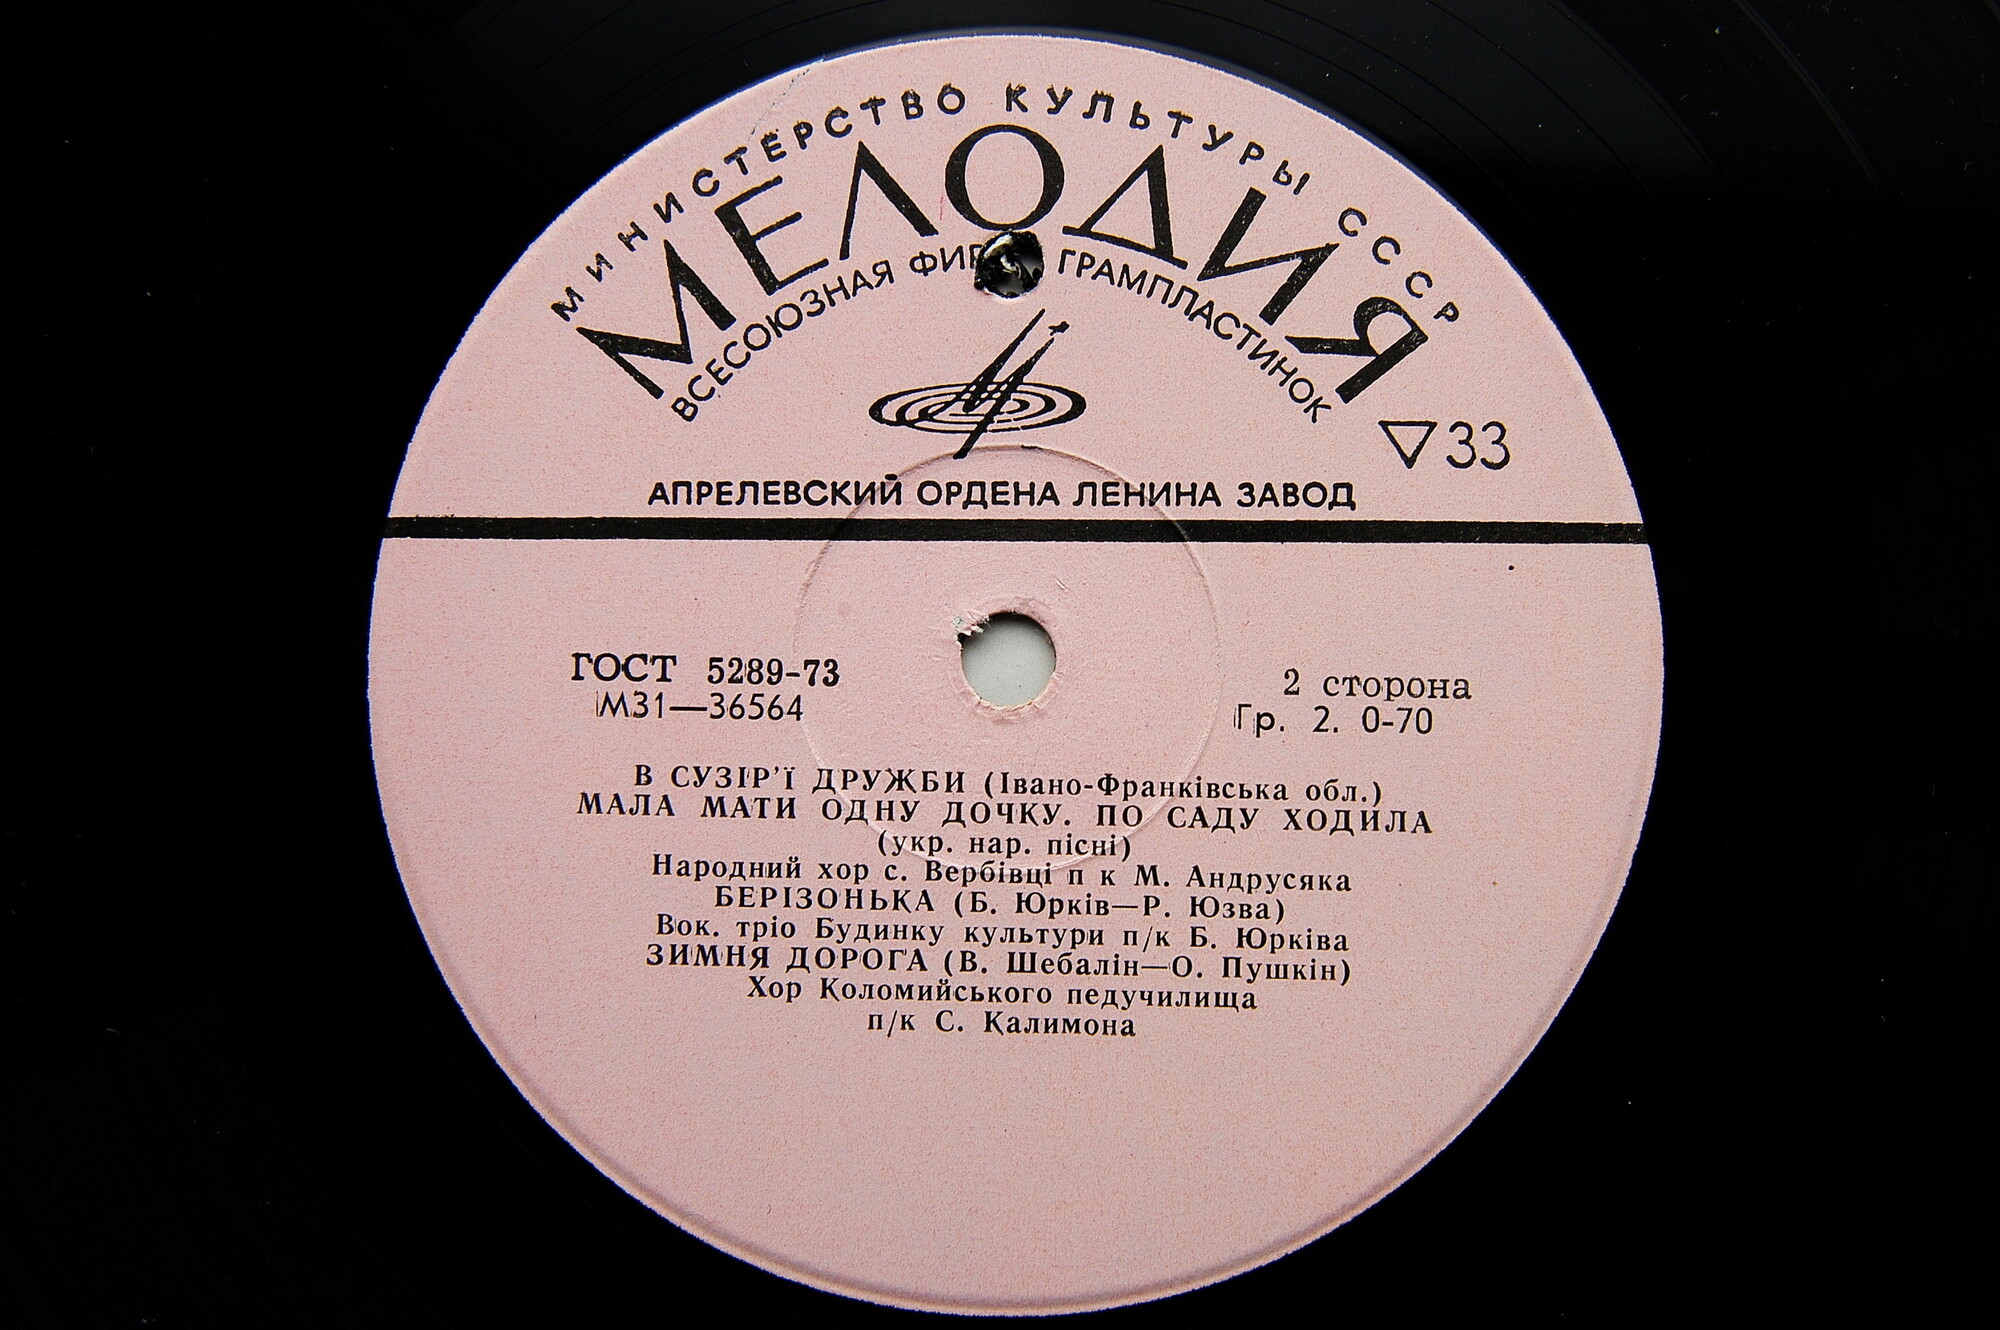 МИНИСТЕРСТВО КУЛЬТУРЫ СССР
МЕЛОДИЯ
ВСЕСОЮЗНАЯ ГРАМПЛАСТИНОК
▽33
АПРЕЛЕВСКИЙ ОРДЕНА ЛЕНИНА ЗАВОД
ГОСТ 5289-73
М31—36564
2 сторона
Гр. 2. 0-70
В СУЗІР'Ї ДРУЖБИ (Івано-Франківська обл.)
МАЛА МАТИ ОДНУ ДОЧКУ. ПО САДУ ХОДИЛА
(укр. нар. пісні)
Народний хор с. Вербівці п к М. Андрусяка
БЕРІЗОНЬКА (Б. Юрків—Р. Юзва)
Вок. тріо Будинку культури п/к Б. Юрківа
ЗИМНЯ ДОРОГА (В. Шебалін—О. Пушкін)
Хор Коломийського педучилища
п/к С. Калимона